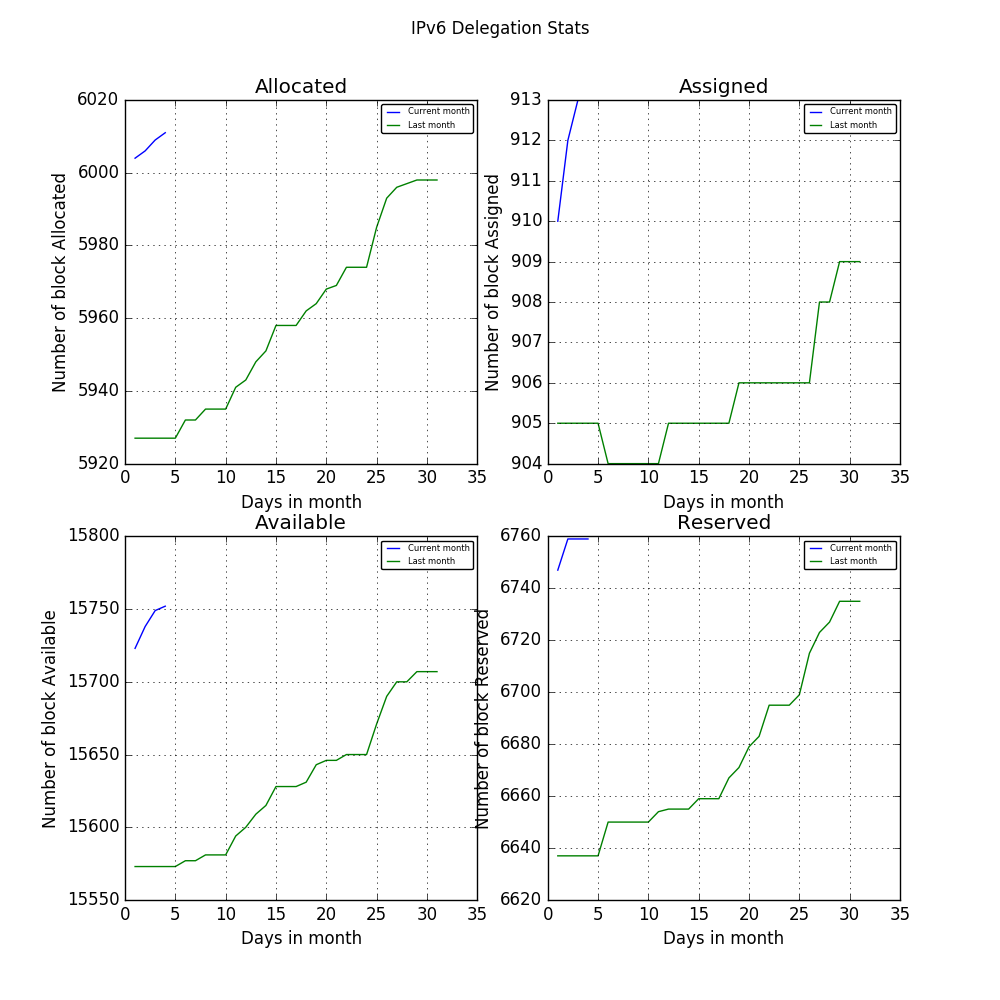 IPv6 Delegation Stats
Allocated
Number of block Allocated
6020
6000
5980
5960
5940
5920
0 5 10 15 20 25 30 35
Days in month
Current month
Last month
Assigned
Number of block Assigned
913
912
911
910
909
908
907
906
905
904
0 5 10 15 20 25 30 35
Days in month
Current month
Last month
Available
Number of block Available
15800
15750
15700
15650
15600
15550
0 5 10 15 20 25 30 35
Days in month
Current month
Last month
Reserved
Number of block Reserved
6760
6740
6720
6700
6680
6660
6640
6620
0 5 10 15 20 25 30 35
Days in month
Current month
Last month